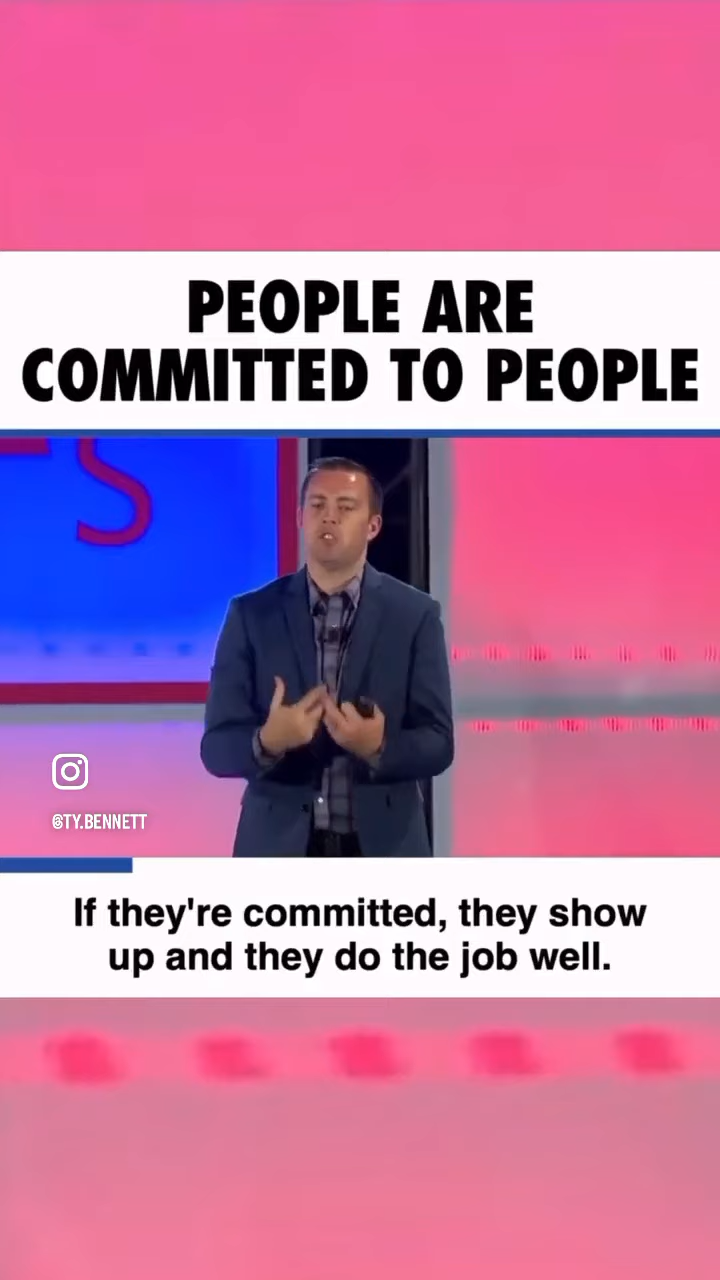 PEOPLE ARE
COMMITTED TO PEOPLE
S
@TY.BENNETT
If they're committed, they show
up and they do the job well.